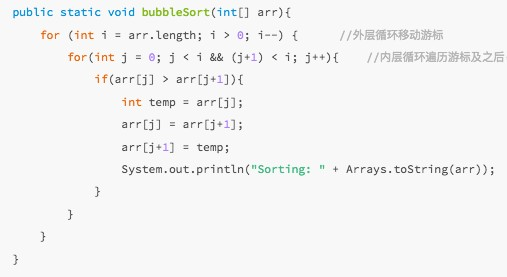 public static void bubbleSort(int[] arr){
for (int i = arr.length; i > 0; i--) { //外层循环移动游标
for(int j = 0; j < i && (j+1) < i; j++){ //内层循环遍历游标及之后
if(arr[j] > arr[j+1]){
int temp = arr[j];
arr[j] = arr[j+1];
arr[j+1] = temp;
System.out.println("Sorting: " + Arrays.toString(arr));
}
}
}
}